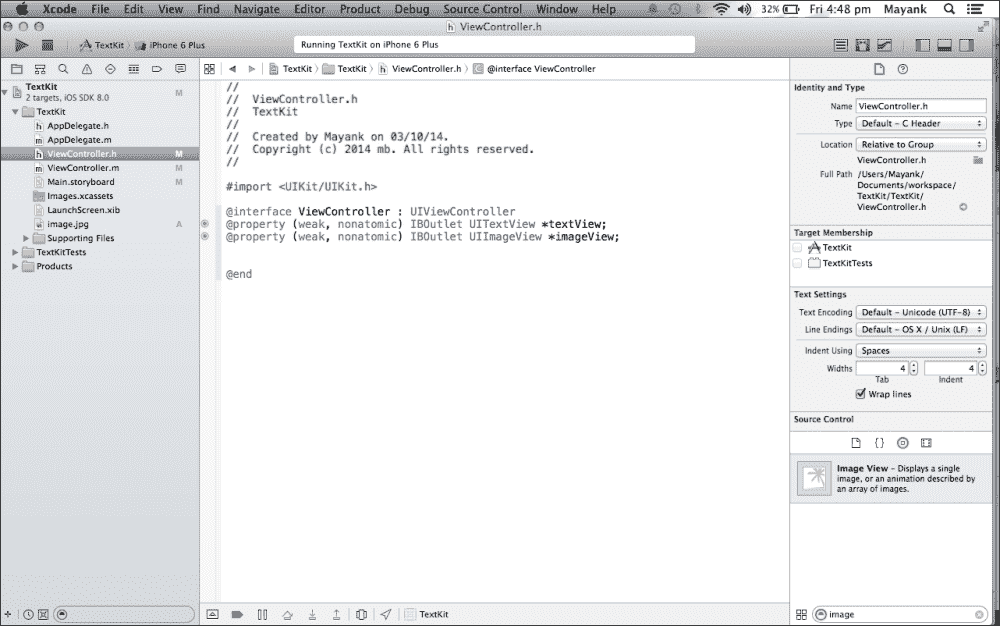 Xcode File Edit View Find Navigate Editor Product Debug Source Control Window Help 32% Fri 4:48 pm Mayank
ViewController.h
TextKit iPhone 6 Plus
Running TextKit on iPhone 6 Plus
TextKit TextKit ViewController.h @interface ViewController
TextKit
2 targets, iOS SDK 8.0
M
TextKit
AppDelegate.h
AppDelegate.m
ViewController.h M
ViewController.m M
Main.storyboard M
Images.xcassets
LaunchScreen.xib
image.jpg A
Supporting Files
TextKitTests
Products
//
// ViewController.h
// TextKit
//
// Created by Mayank on 03/10/14.
// Copyright (c) 2014 mb. All rights reserved.
//
#import <UIKit/UIKit.h>
@interface ViewController : UIViewController
@property (weak, nonatomic) IBOutlet UITextView *textView;
@property (weak, nonatomic) IBOutlet UIImageView *imageView;
@end
TextKit
Identity and Type
Name ViewController.h
Type Default - C Header
Location Relative to Group
ViewController.h
Full Path /Users/Mayank/
Documents/workspace/
TextKit/TextKit/
ViewController.h
Target Membership
TextKit
TextKitTests
Text Settings
Text Encoding Default - Unicode (UTF-8)
Line Endings Default - OS X / Unix (LF)
Indent Using Spaces
Widths 4 4
Tab Indent
Wrap lines
Source Control
{}
Image View - Displays a single
image, or an animation described by
an array of images.
image